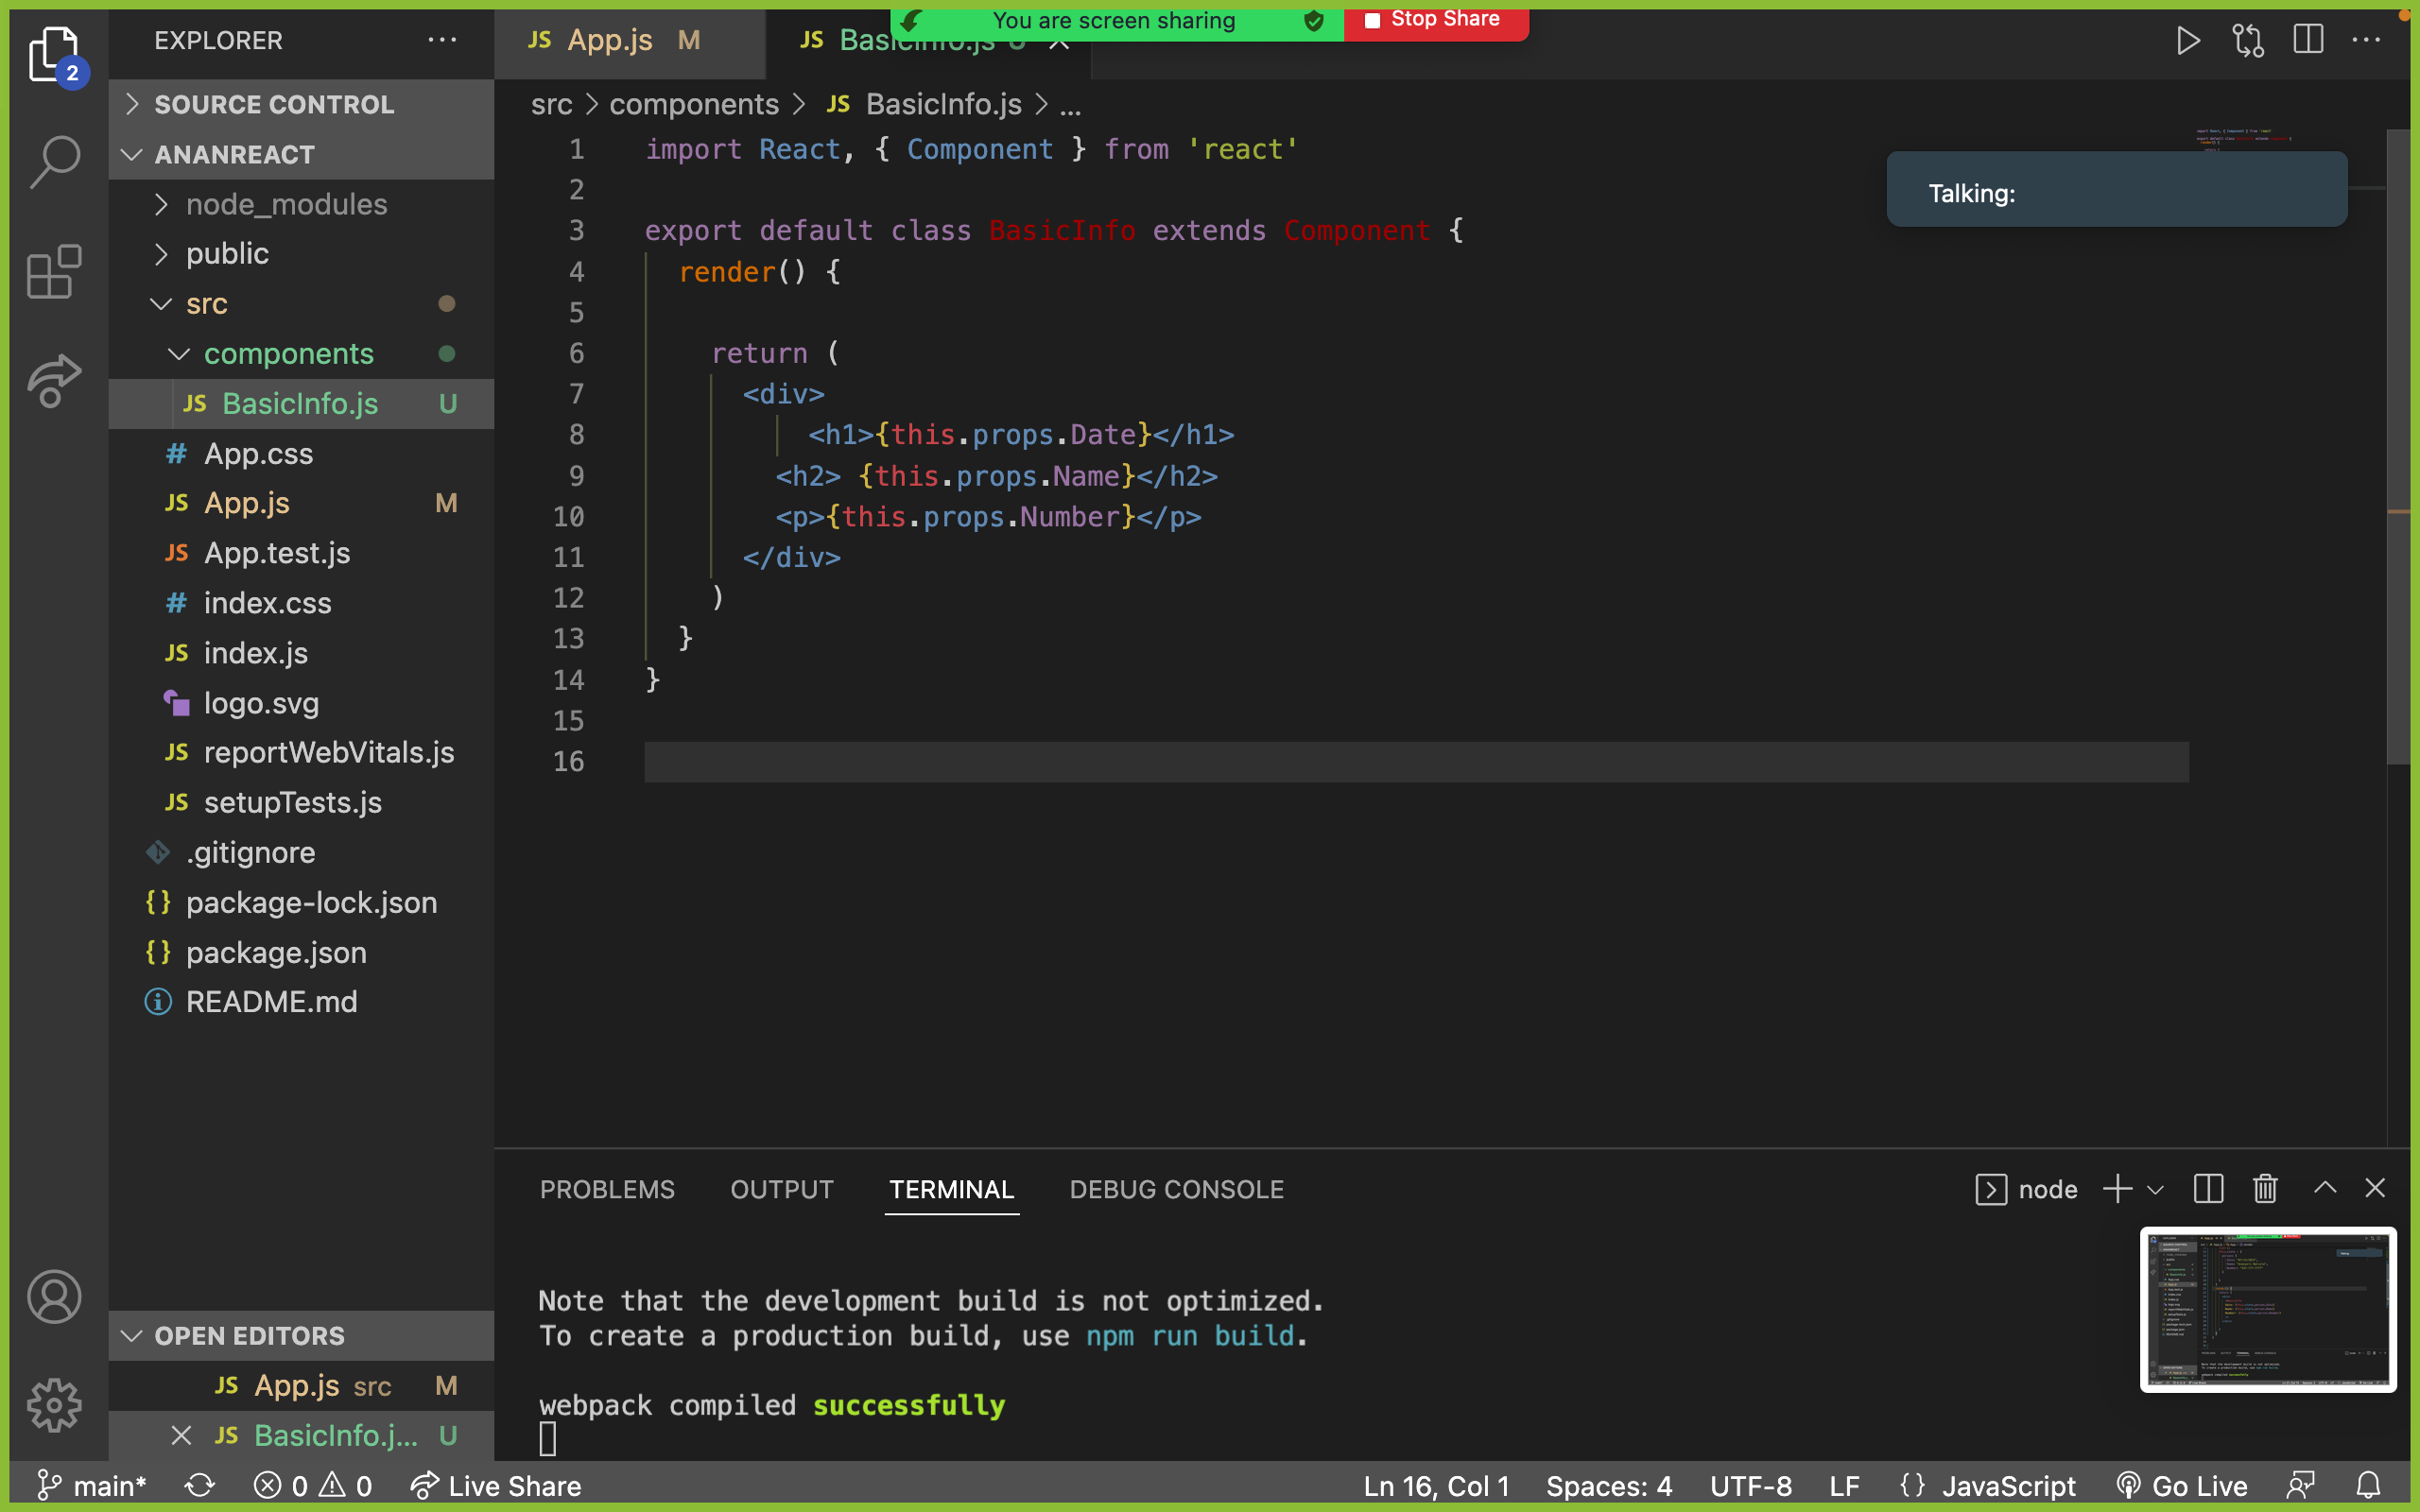 You are screen sharing
Stop Share
2
EXPLORER
SOURCE CONTROL
ANANREACT
node_modules
public
src
components
JS BasicInfo.js U
# App.css
JS App.js M
JS App.test.js
# index.css
JS index.js
logo.svg
JS reportWebVitals.js
JS setupTests.js
.gitignore
{} package-lock.json
{} package.json
README.md
OPEN EDITORS
JS App.js src M
JS BasicInfo.j... U
JS App.js M
JS BasicInfo.js U
src > components > JS BasicInfo.js > ...
Talking:
1 import React, { Component } from 'react'
2
3 export default class BasicInfo extends Component {
4 render() {
5
6 return (
7 <div>
8 <h1>{this.props.Date}</h1>
9 <h2> {this.props.Name}</h2>
10 <p>{this.props.Number}</p>
11 </div>
12 )
13 }
14 }
15
16
PROBLEMS OUTPUT TERMINAL DEBUG CONSOLE
node
Note that the development build is not optimized.
To create a production build, use npm run build.
webpack compiled successfully
main* 0 0 Live Share Ln 16, Col 1 Spaces: 4 UTF-8 LF {} JavaScript Go Live